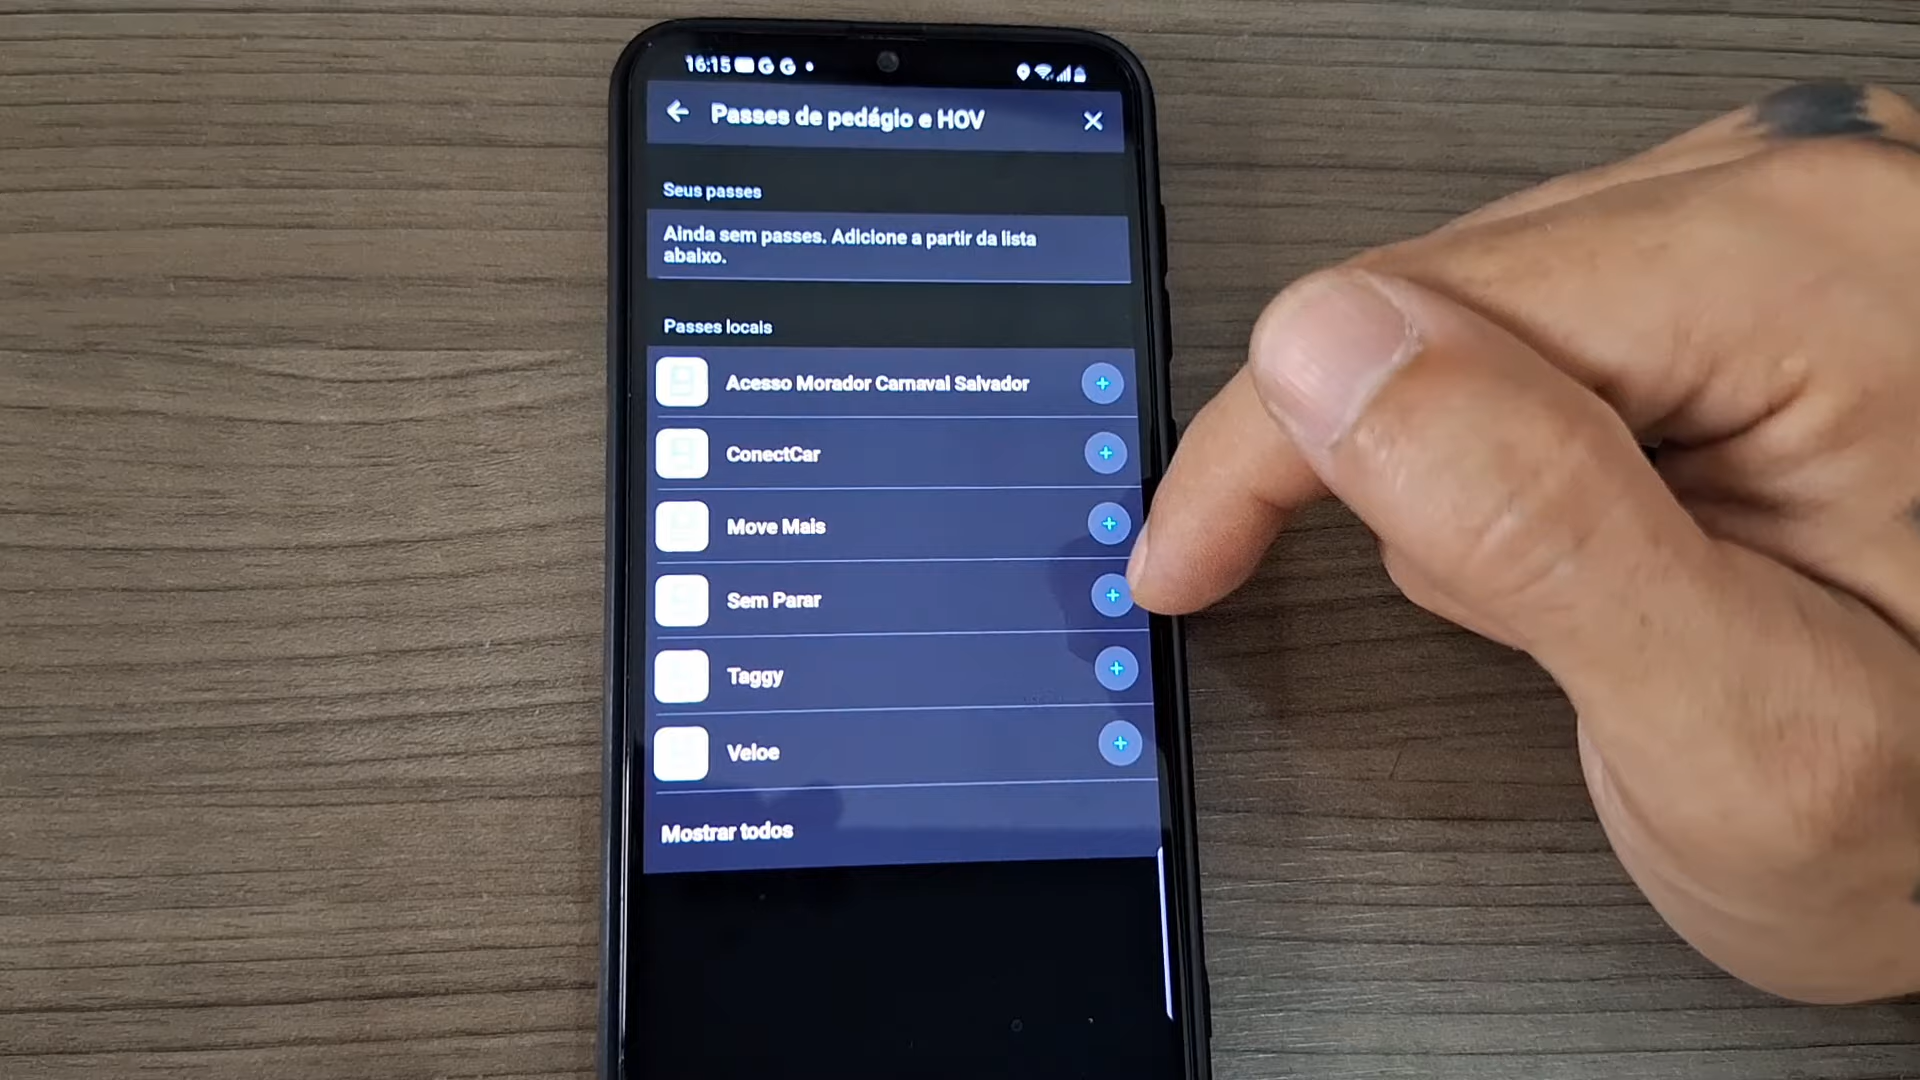 16:15
Passes de pedágio e HOV
Seus passes
Ainda sem passes. Adicione a partir da lista
abaixo.
Passes locais
Acesso Morador Carnaval Salvador
ConectCar
Move Mais
Sem Parar
Taggy
Veloe
Mostrar todos